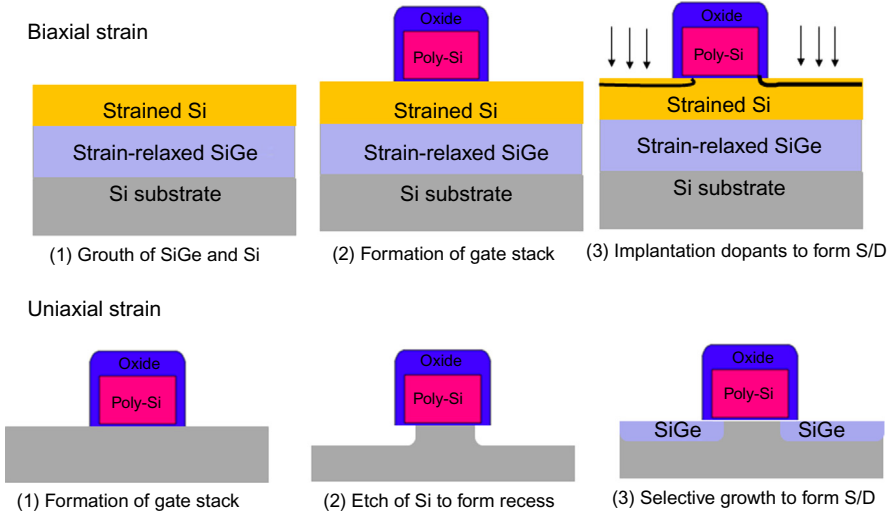 Biaxial strain
Strained Si
Strain-relaxed SiGe
Si substrate
(1) Grouth of SiGe and Si
Oxide
Poly-Si
Strained Si
Strain-relaxed SiGe
Si substrate
(2) Formation of gate stack
Oxide
Poly-Si
Strained Si
Strain-relaxed SiGe
Si substrate
(3) Implantation dopants to form S/D
Uniaxial strain
Oxide
Poly-Si
(1) Formation of gate stack
Oxide
Poly-Si
(2) Etch of Si to form recess
Oxide
Poly-Si
SiGe
SiGe
(3) Selective growth to form S/D